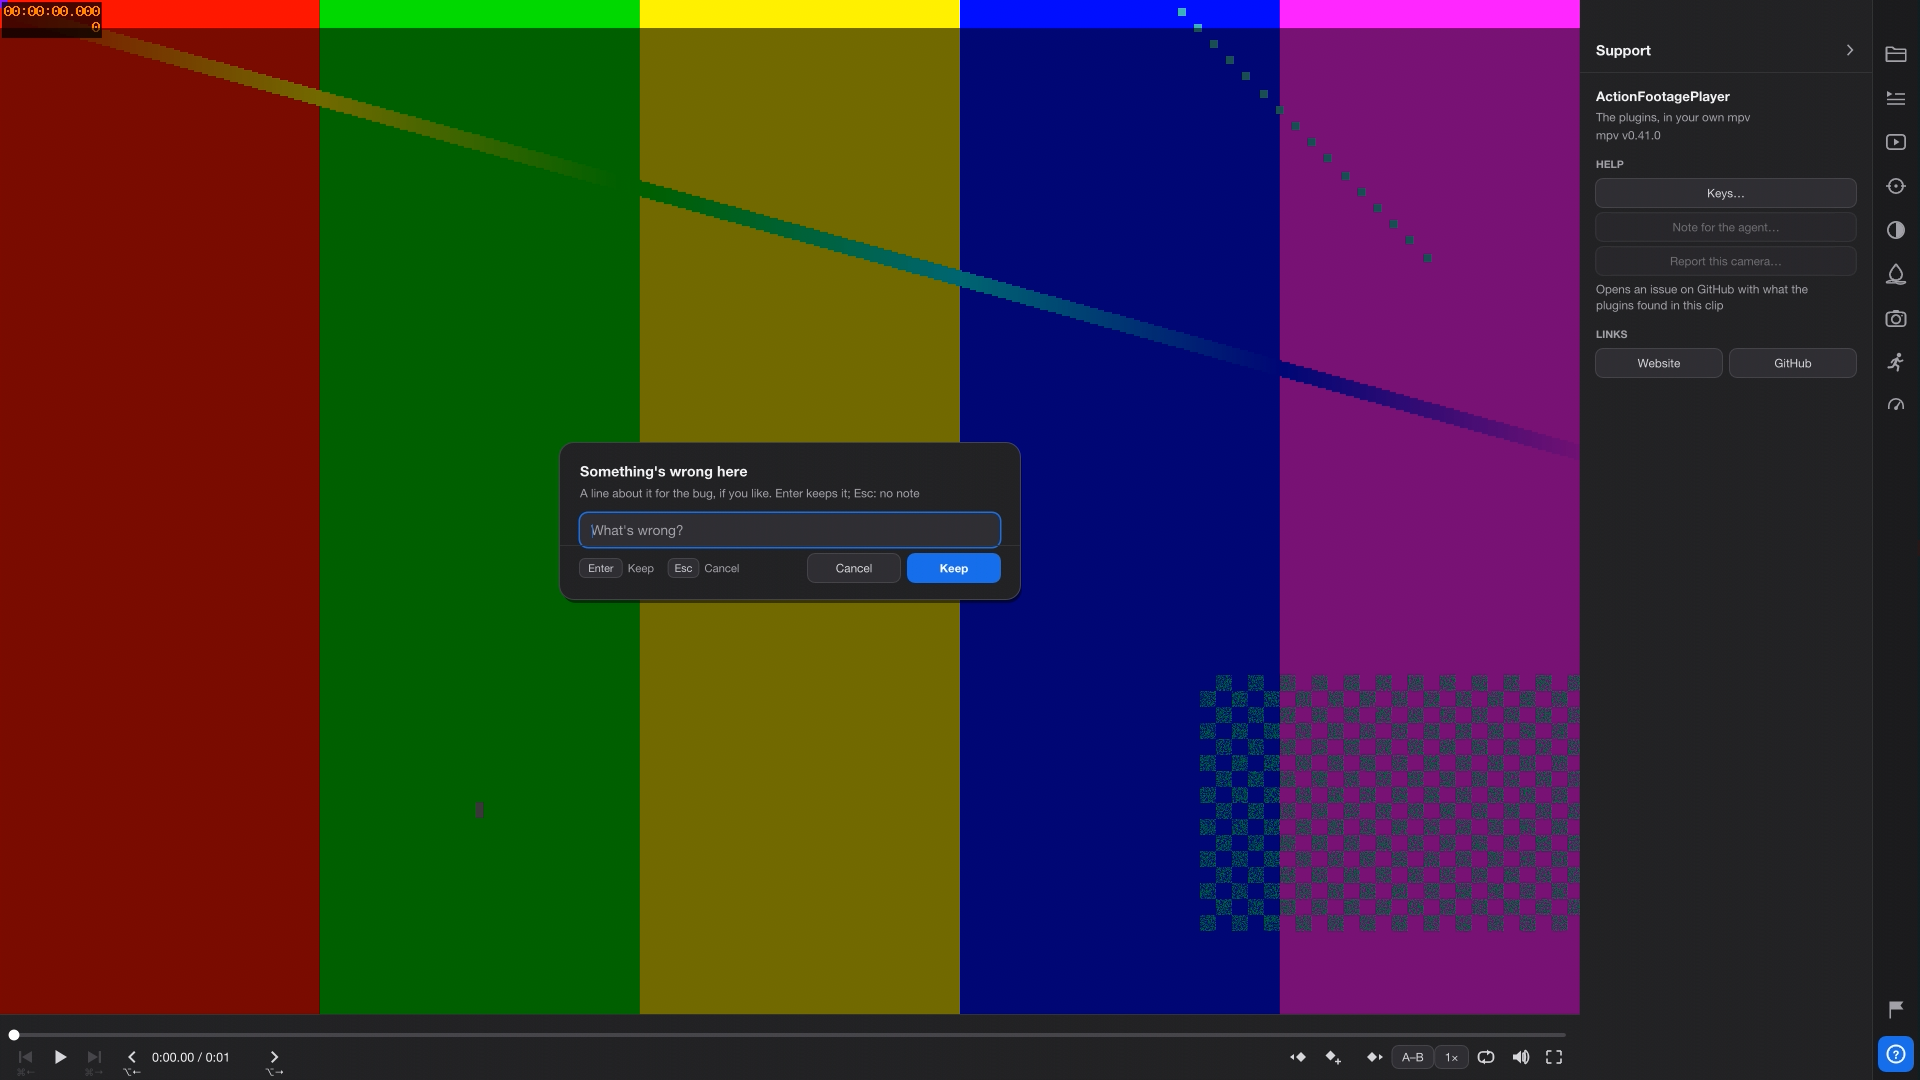 00:00:00.000
0
Support
ActionFootagePlayer
The plugins, in your own mpv
mpv v0.41.0
HELP
Keys…
Note for the agent…
Report this camera…
Opens an issue on GitHub with what the
plugins found in this clip
LINKS
Website GitHub
Something's wrong here
A line about it for the bug, if you like. Enter keeps it; Esc: no note
What's wrong?
Enter Keep Esc Cancel Cancel Keep
0:00.00 / 0:01 A–B 1×
⌘← ⌘→ ⌥← ⌥→